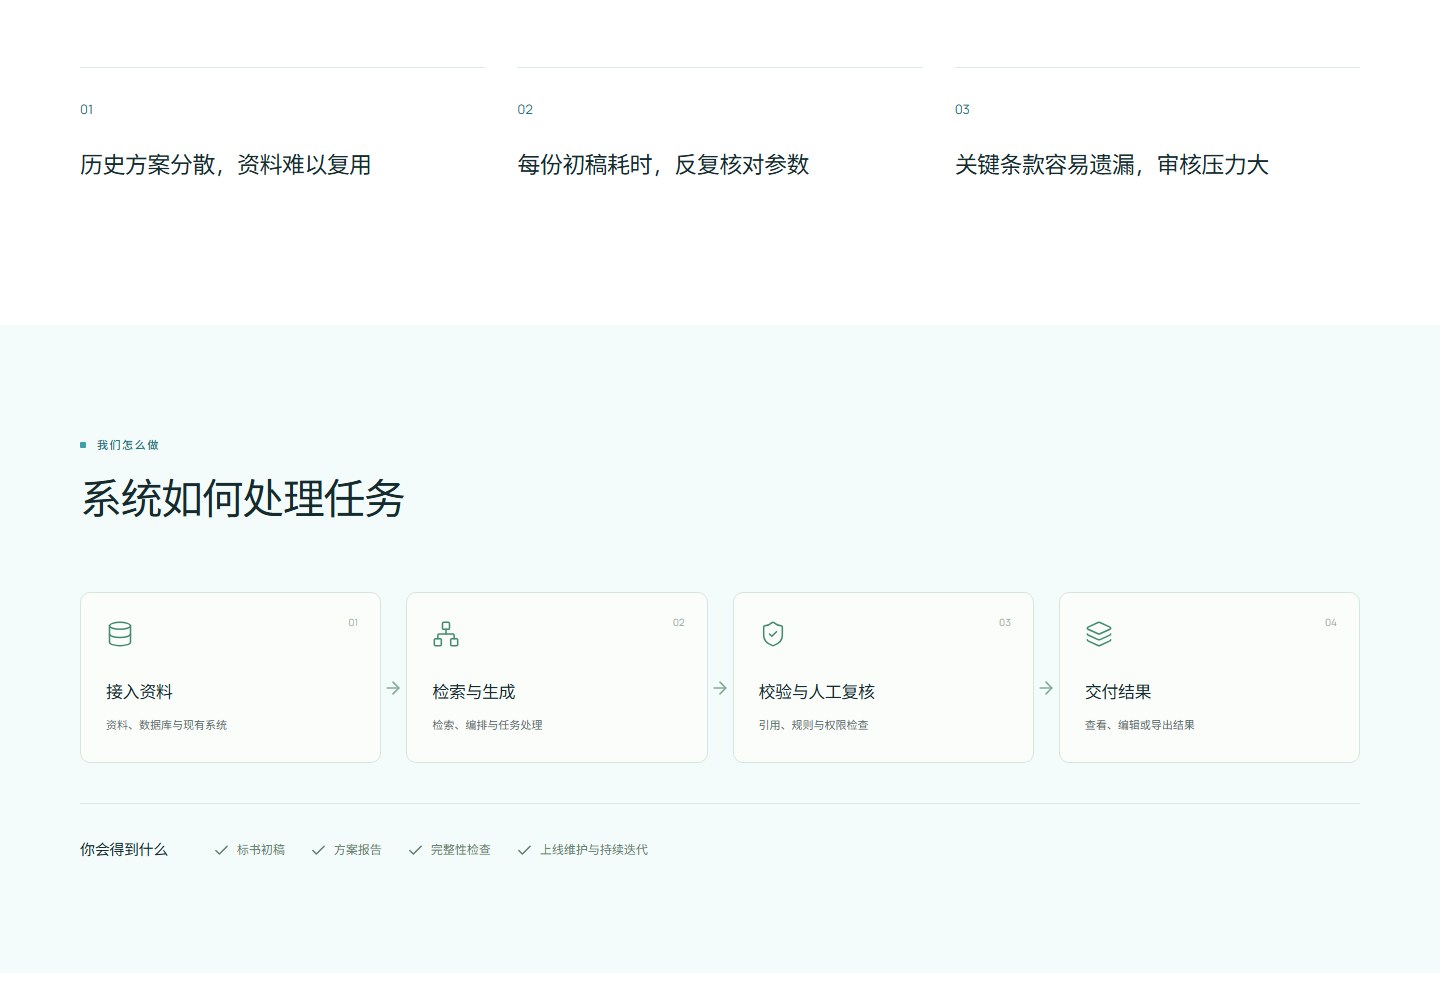 01
历史方案分散，资料难以复用
02
每份初稿耗时，反复核对参数
03
关键条款容易遗漏，审核压力大
我们怎么做
系统如何处理任务
01
接入资料
资料、数据库与现有系统
02
检索与生成
检索、编排与任务处理
03
校验与人工复核
引用、规则与权限检查
04
交付结果
查看、编辑或导出结果
你会得到什么
标书初稿
方案报告
完整性检查
上线维护与持续迭代